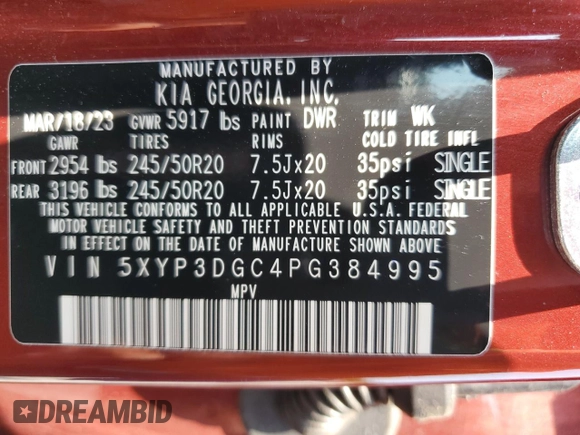 MANUFACTURED BY
KIA GEORGIA, INC.
MAR/18/23 GVWR 5917 lbs PAINT DWR TRIM WK
GAWR TIRES RIMS COLD TIRE INFL
FRONT 2954 lbs 245/50R20 7.5Jx20 35psi SINGLE
REAR 3196 lbs 245/50R20 7.5Jx20 35psi SINGLE
THIS VEHICLE CONFORMS TO ALL APPLICABLE U.S.A. FEDERAL
MOTOR VEHICLE SAFETY AND THEFT PREVENTION STANDARDS
IN EFFECT ON THE DATE OF MANUFACTURE SHOWN ABOVE.
VIN 5XYP3DGC4PG384995
MPV
DREAMBID